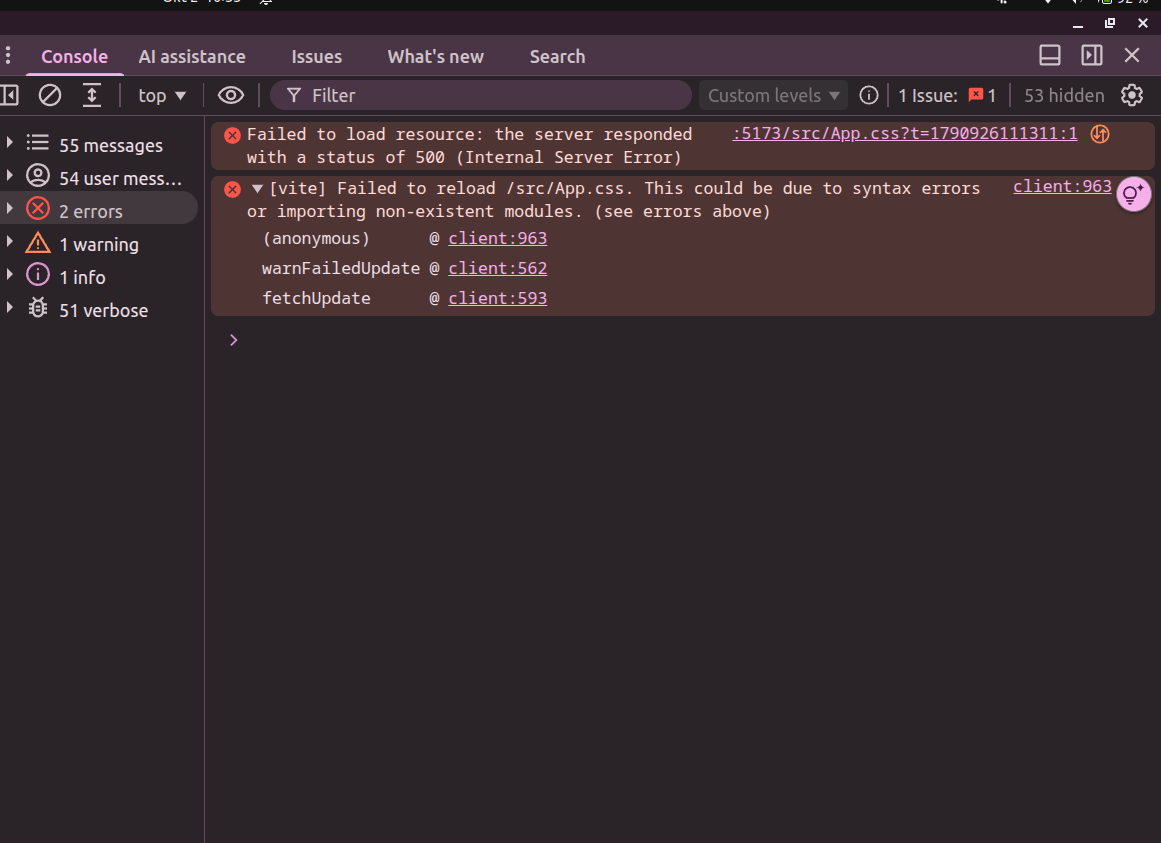 Console AI assistance Issues What's new Search
top Filter Custom levels 1 Issue: 1 53 hidden
55 messages
54 user mess...
2 errors
1 warning
1 info
51 verbose
Failed to load resource: the server responded :5173/src/App.css?t=1790926111311:1
with a status of 500 (Internal Server Error)
[vite] Failed to reload /src/App.css. This could be due to syntax errors client:963
or importing non-existent modules. (see errors above)
(anonymous) @ client:963
warnFailedUpdate @ client:562
fetchUpdate @ client:593